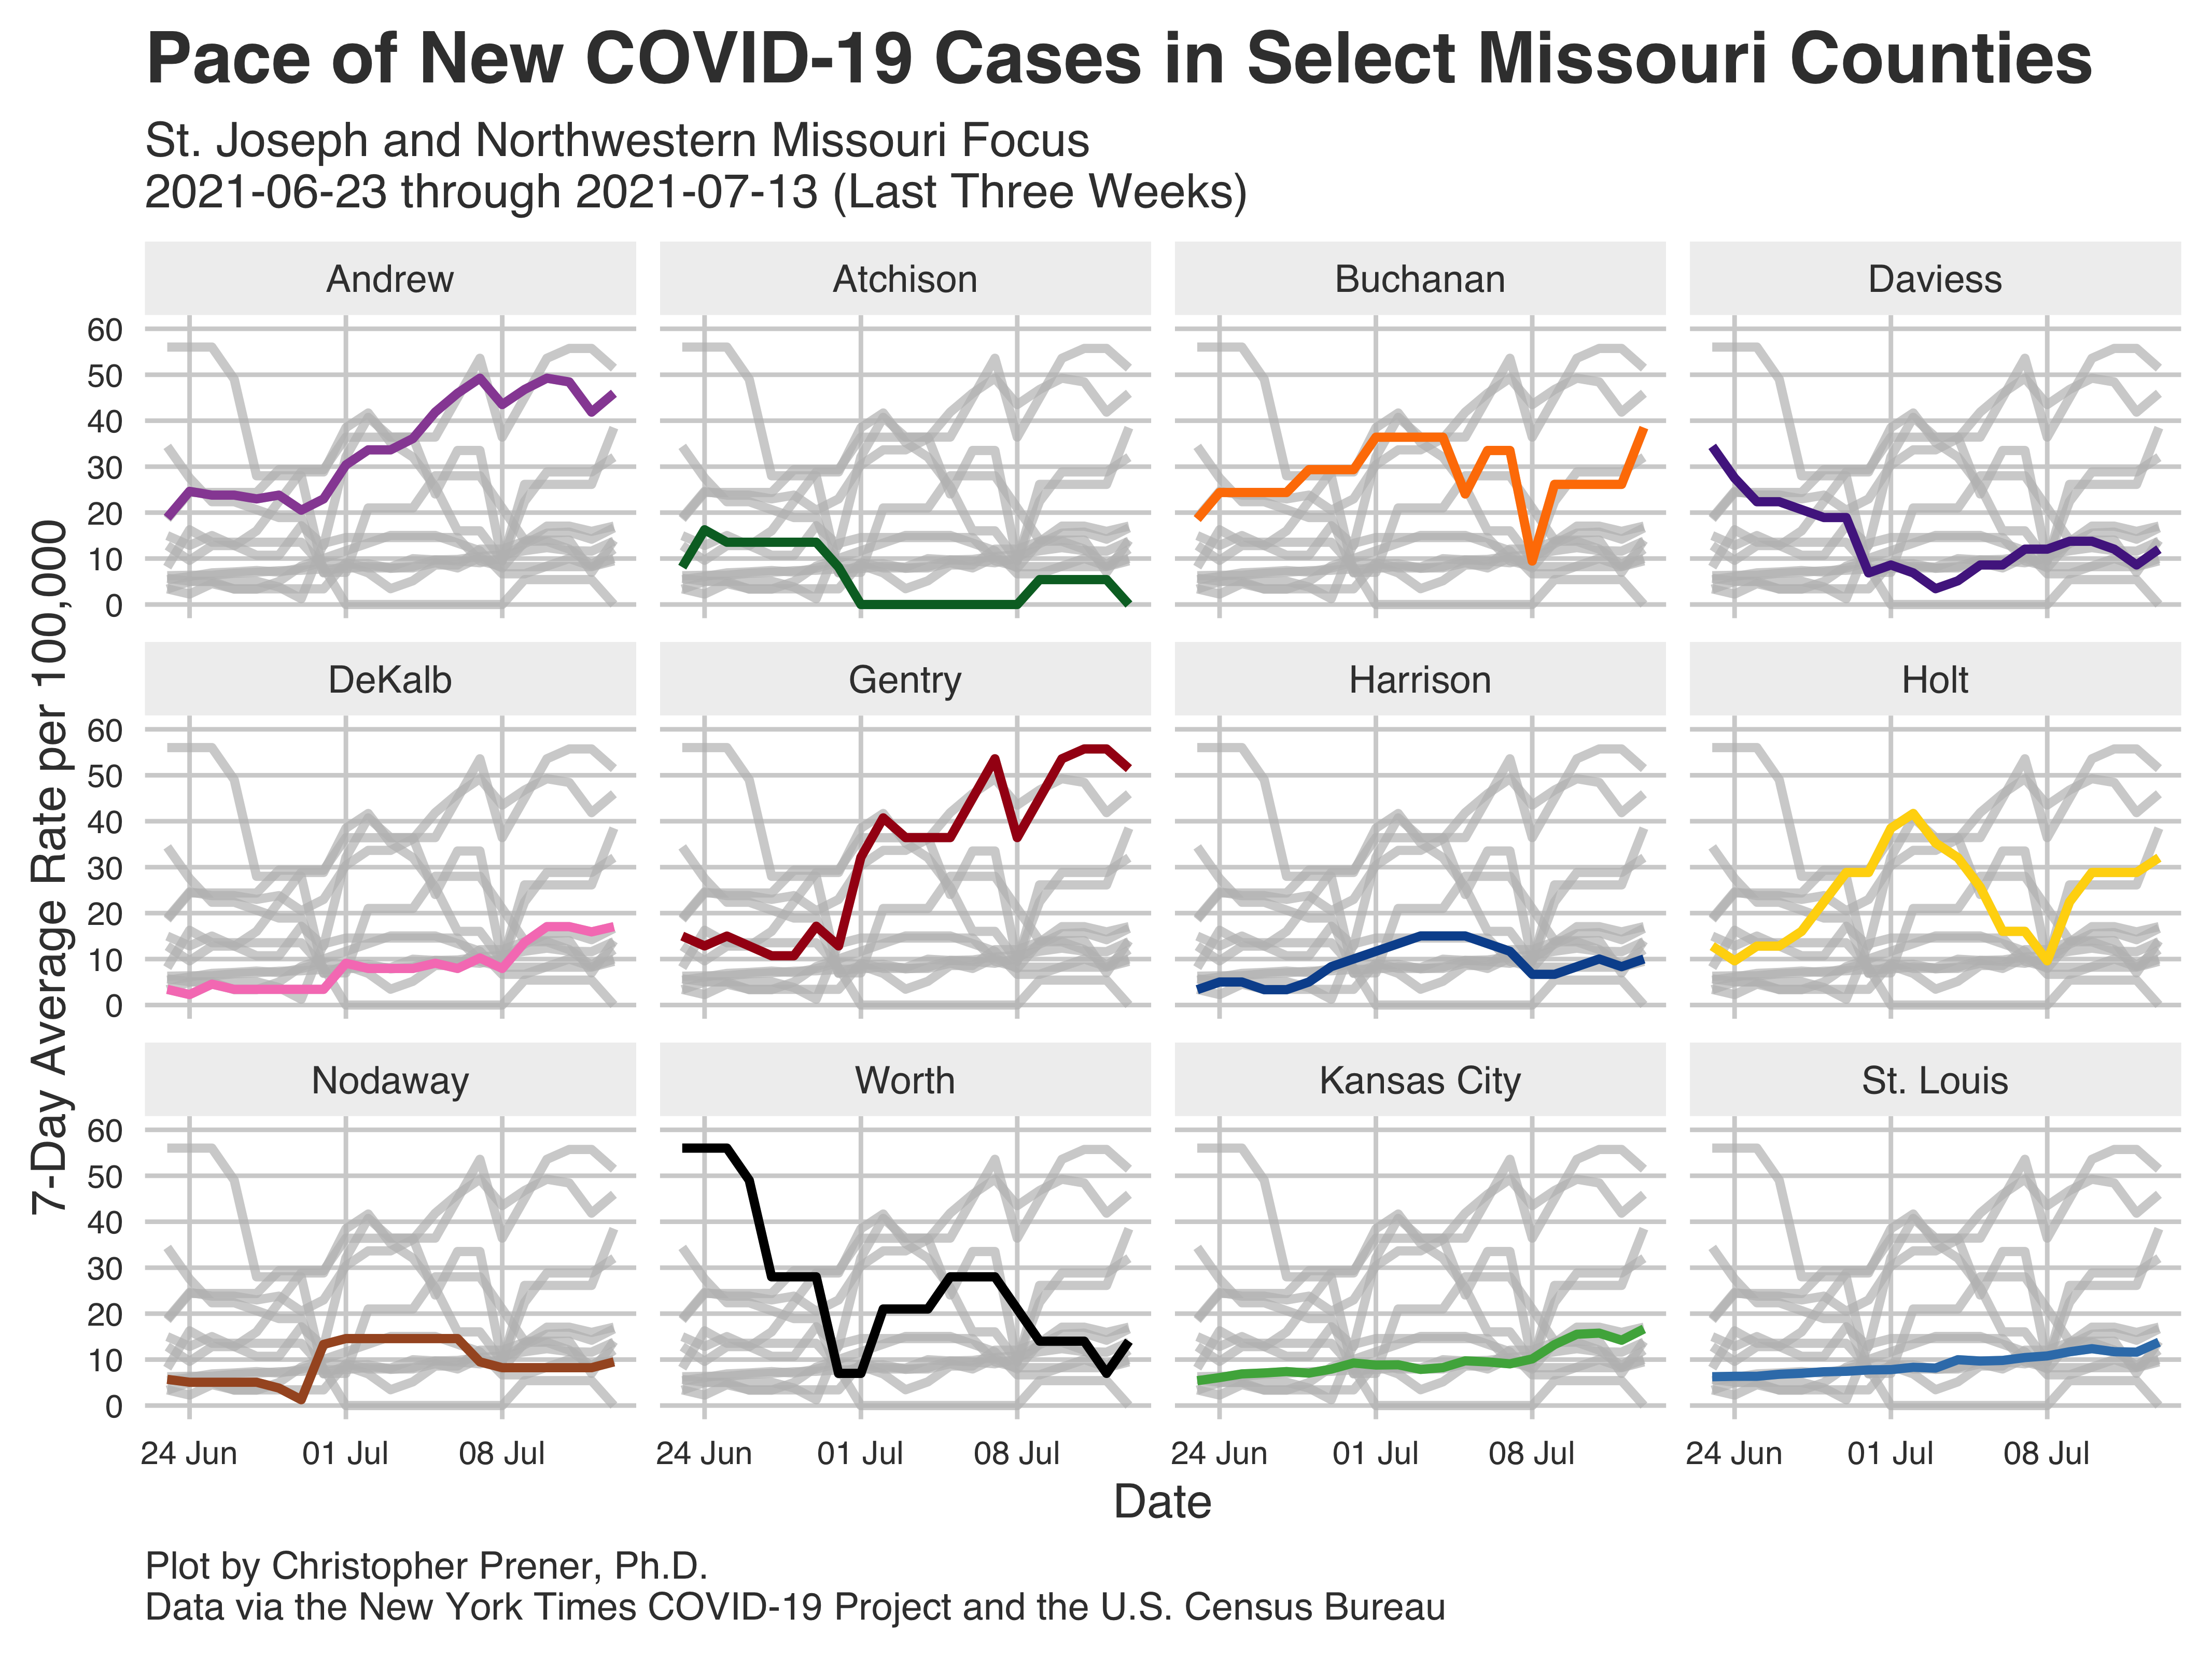 Pace of New COVID-19 Cases in Select Missouri Counties
St. Joseph and Northwestern Missouri Focus
2021-06-23 through 2021-07-13 (Last Three Weeks)
7-Day Average Rate per 100,000
Andrew
Atchison
Buchanan
Daviess
60
50
40
30
20
10
0
DeKalb
Gentry
Harrison
Holt
60
50
40
30
20
10
0
Nodaway
Worth
Kansas City
St. Louis
60
50
40
30
20
10
0
24 Jun 01 Jul 08 Jul
24 Jun 01 Jul 08 Jul
24 Jun 01 Jul 08 Jul
24 Jun 01 Jul 08 Jul
Date
Plot by Christopher Prener, Ph.D.
Data via the New York Times COVID-19 Project and the U.S. Census Bureau